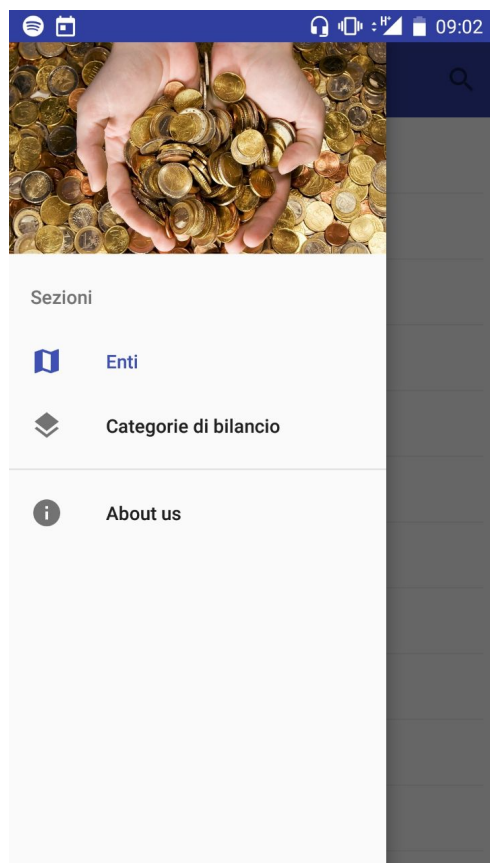 H+ 09:02
Sezioni
Enti
Categorie di bilancio
About us